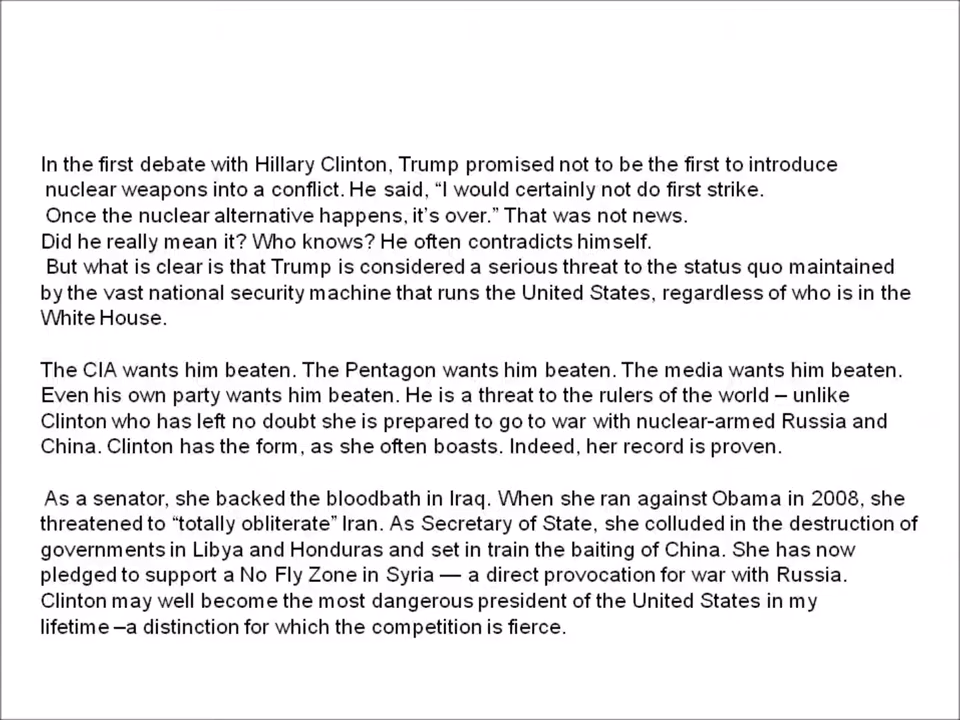 In the first debate with Hillary Clinton, Trump promised not to be the first to introduce
nuclear weapons into a conflict. He said, “I would certainly not do first strike.
Once the nuclear alternative happens, it’s over.” That was not news.
Did he really mean it? Who knows? He often contradicts himself.
But what is clear is that Trump is considered a serious threat to the status quo maintained
by the vast national security machine that runs the United States, regardless of who is in the
White House.
The CIA wants him beaten. The Pentagon wants him beaten. The media wants him beaten.
Even his own party wants him beaten. He is a threat to the rulers of the world – unlike
Clinton who has left no doubt she is prepared to go to war with nuclear-armed Russia and
China. Clinton has the form, as she often boasts. Indeed, her record is proven.
As a senator, she backed the bloodbath in Iraq. When she ran against Obama in 2008, she
threatened to “totally obliterate” Iran. As Secretary of State, she colluded in the destruction of
governments in Libya and Honduras and set in train the baiting of China. She has now
pledged to support a No Fly Zone in Syria — a direct provocation for war with Russia.
Clinton may well become the most dangerous president of the United States in my
lifetime –a distinction for which the competition is fierce.